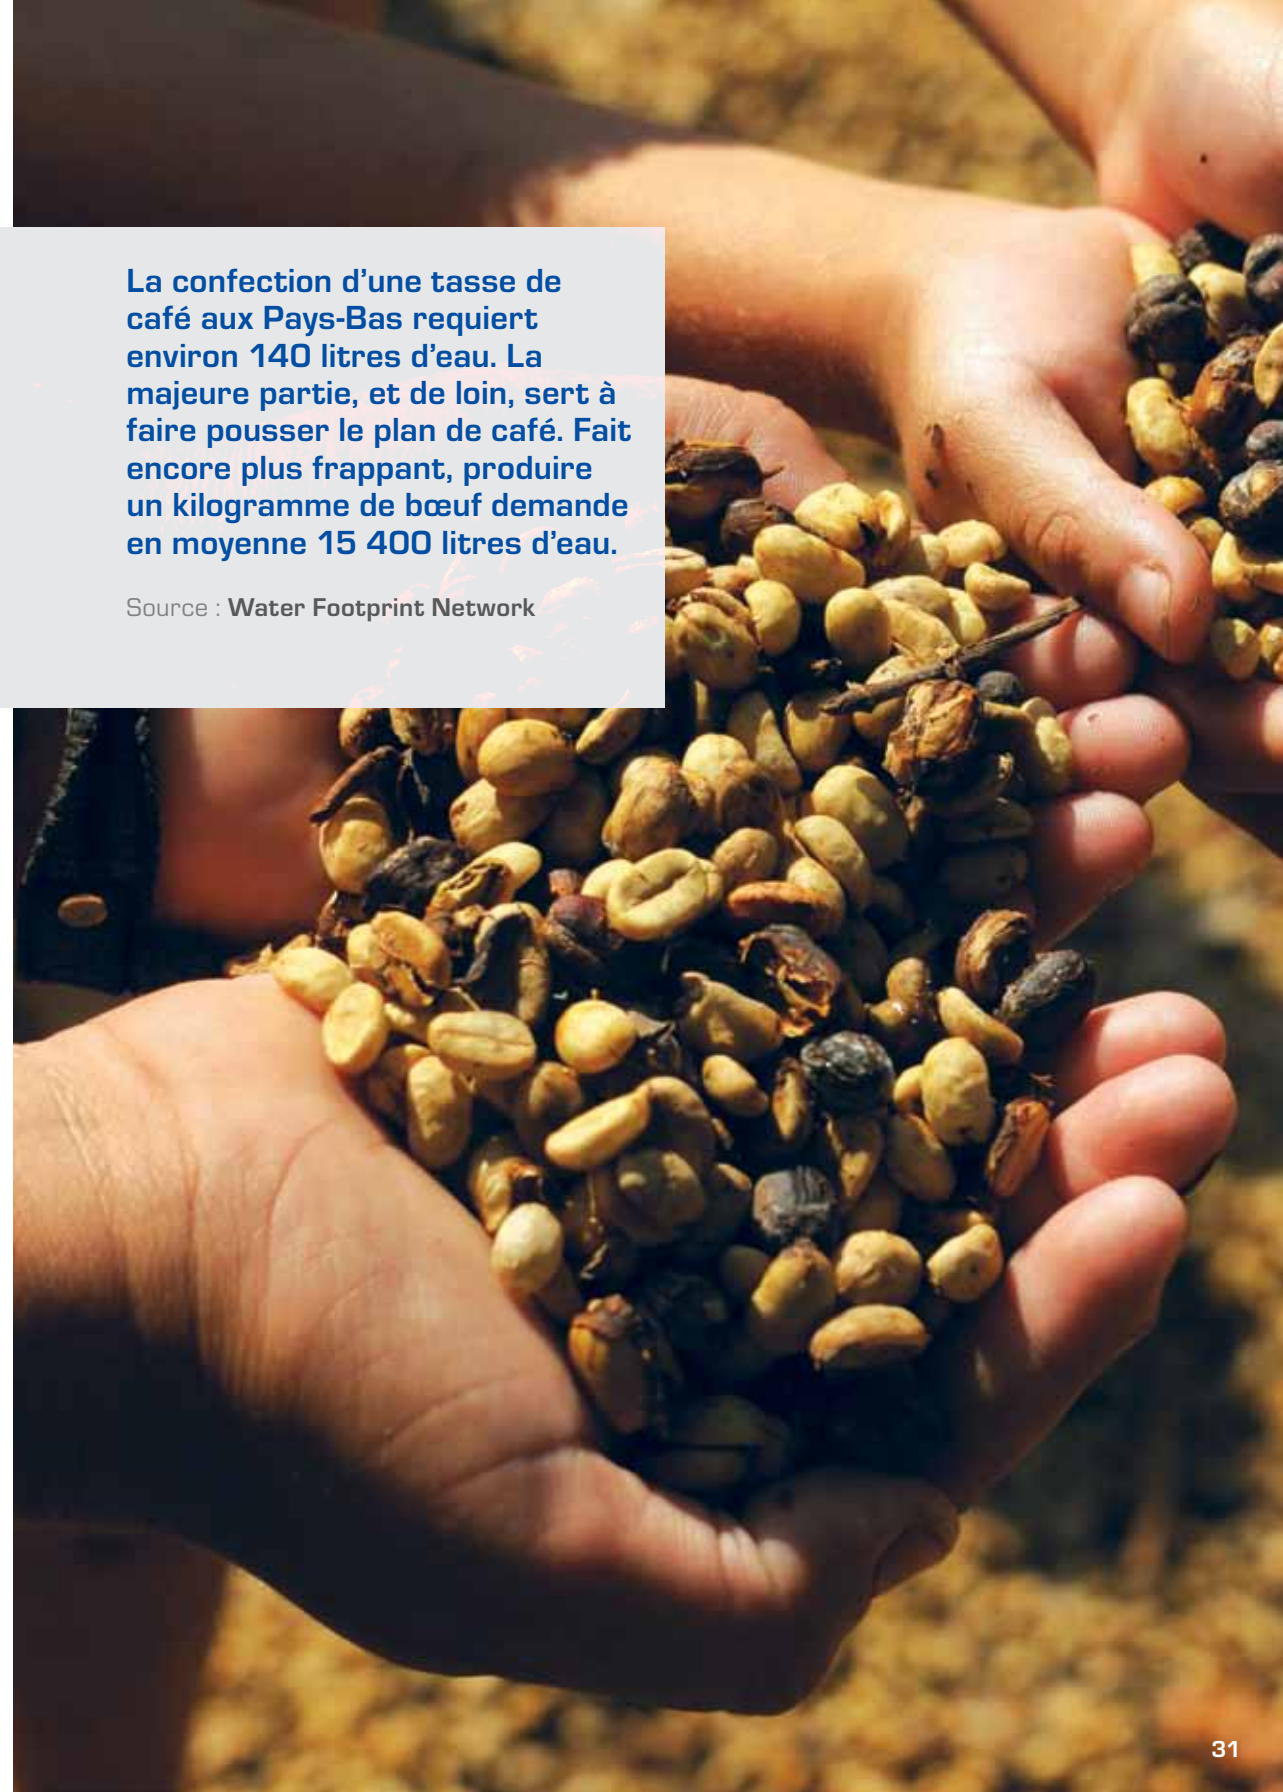 La confection d’une tasse de
café aux Pays-Bas requiert
environ 140 litres d’eau. La
majeure partie, et de loin, sert à
faire pousser le plan de café. Fait
encore plus frappant, produire
un kilogramme de bœuf demande
en moyenne 15 400 litres d’eau.
Source : Water Footprint Network
31